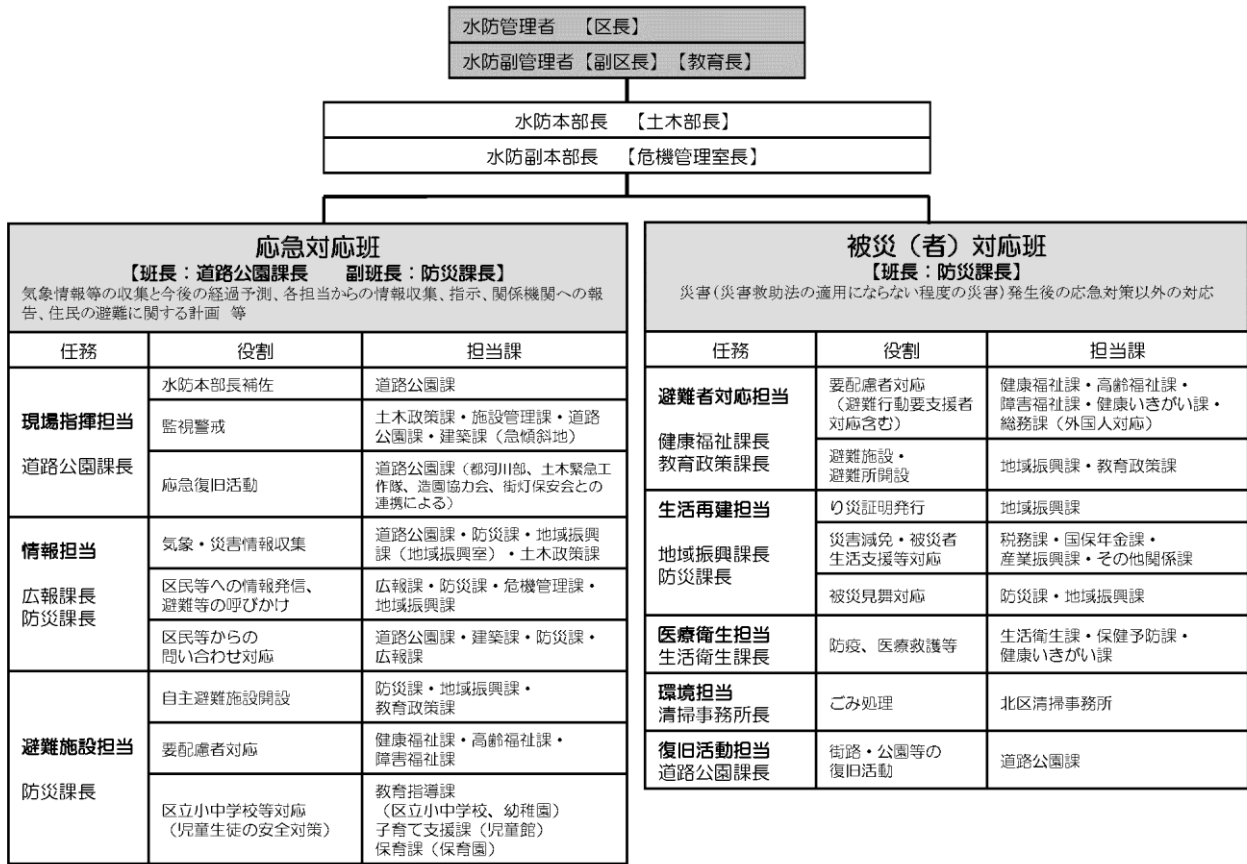 水防管理者　【区長】
水防副管理者【副区長】【教育長】
水防本部長　【土木部長】
水防副本部長　【危機管理室長】
応急対応班
【班長：道路公園課長　　副班長：防災課長】
気象情報等の収集と今後の経過予測、各担当からの情報収集、指示、関係機関への報
告、住民の避難に関する計画　等
任務
役割
担当課
現場指揮担当
道路公園課長
水防本部長補佐
道路公園課
監視警戒
土木政策課・施設管理課・道路
公園課・建築課（急傾斜地）
応急復旧活動
道路公園課（都河川部、土木緊急工
作隊、造園協力会、街灯保安会との
連携による）
情報担当
広報課長
防災課長
気象・災害情報収集
道路公園課・防災課・地域振興
課（地域振興室）・土木政策課
区民等への情報発信、
避難等の呼びかけ
広報課・防災課・危機管理課・
地域振興課
区民等からの
問い合わせ対応
道路公園課・建築課・防災課・
広報課
避難施設担当
防災課長
自主避難施設開設
防災課・地域振興課・
教育政策課
要配慮者対応
健康福祉課・高齢福祉課・
障害福祉課
区立小中学校等対応
（児童生徒の安全対策）
教育指導課
（区立小中学校、幼稚園）
子育て支援課（児童館）
保育課（保育園）
被災（者）対応班
【班長：防災課長】
災害（災害救助法の適用にならない程度の災害）発生後の応急対策以外の対応
任務
役割
担当課
避難者対応担当
健康福祉課長
教育政策課長
要配慮者対応
（避難行動要支援者
対応含む）
健康福祉課・高齢福祉課・
障害福祉課・健康いきがい課・
総務課（外国人対応）
避難施設・
避難所開設
地域振興課・教育政策課
生活再建担当
地域振興課長
防災課長
り災証明発行
地域振興課
災害減免・被災者
生活支援等対応
税務課・国保年金課・
産業振興課・その他関係課
被災見舞対応
防災課・地域振興課
医療衛生担当
生活衛生課長
防疫、医療救護等
生活衛生課・保健予防課・
健康いきがい課
環境担当
清掃事務所長
ごみ処理
北区清掃事務所
復旧活動担当
道路公園課長
街路・公園等の
復旧活動
道路公園課